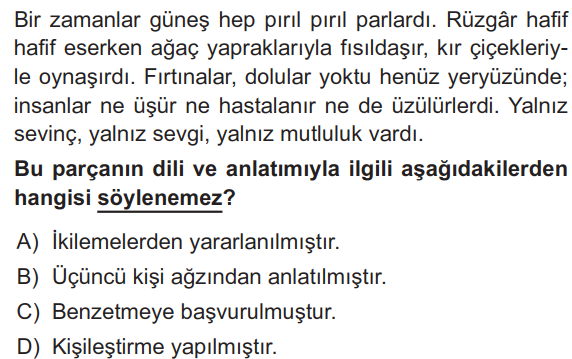 Bir zamanlar güneş hep pırıl pırıl parlardı. Rüzgâr hafif
hafif eserken ağaç yapraklarıyla fısıldaşır, kır çiçekleriy-
le oynaşırdı. Fırtınalar, dolular yoktu henüz yeryüzünde;
insanlar ne üşür ne hastalanır ne de üzülürlerdi. Yalnız
sevinç, yalnız sevgi, yalnız mutluluk vardı.
Bu parçanın dili ve anlatımıyla ilgili aşağıdakilerden
hangisi söylenemez?
A) İkilemelerden yararlanılmıştır.
B) Üçüncü kişi ağzından anlatılmıştır.
C) Benzetmeye başvurulmuştur.
D) Kişileştirme yapılmıştır.